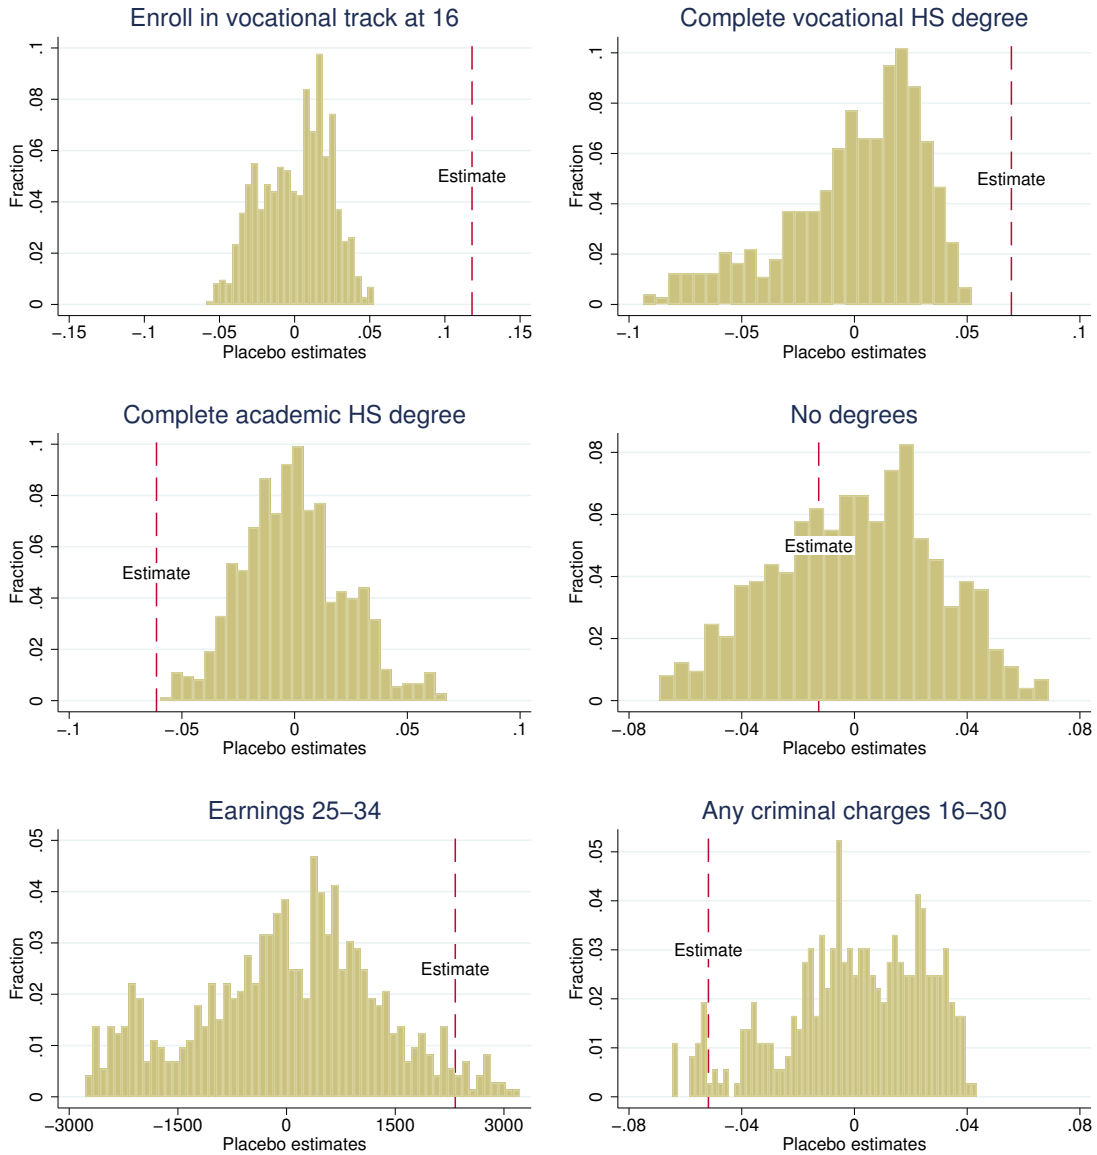 Enroll in vocational track at 16
Fraction
0 .02 .04 .06 .08 .1
Estimate
−.15 −.1 −.05 0 .05 .1 .15
Placebo estimates
Complete vocational HS degree
Fraction
0 .02 .04 .06 .08 .1
Estimate
−.1 −.05 0 .05 .1
Placebo estimates
Complete academic HS degree
Fraction
0 .02 .04 .06 .08 .1
Estimate
−.1 −.05 0 .05 .1
Placebo estimates
No degrees
Fraction
0 .02 .04 .06 .08
Estimate
−.08 −.04 0 .04 .08
Placebo estimates
Earnings 25−34
Fraction
0 .01 .02 .03 .04 .05
Estimate
−3000 −1500 0 1500 3000
Placebo estimates
Any criminal charges 16−30
Fraction
0 .01 .02 .03 .04 .05
Estimate
−.08 −.04 0 .04 .08
Placebo estimates